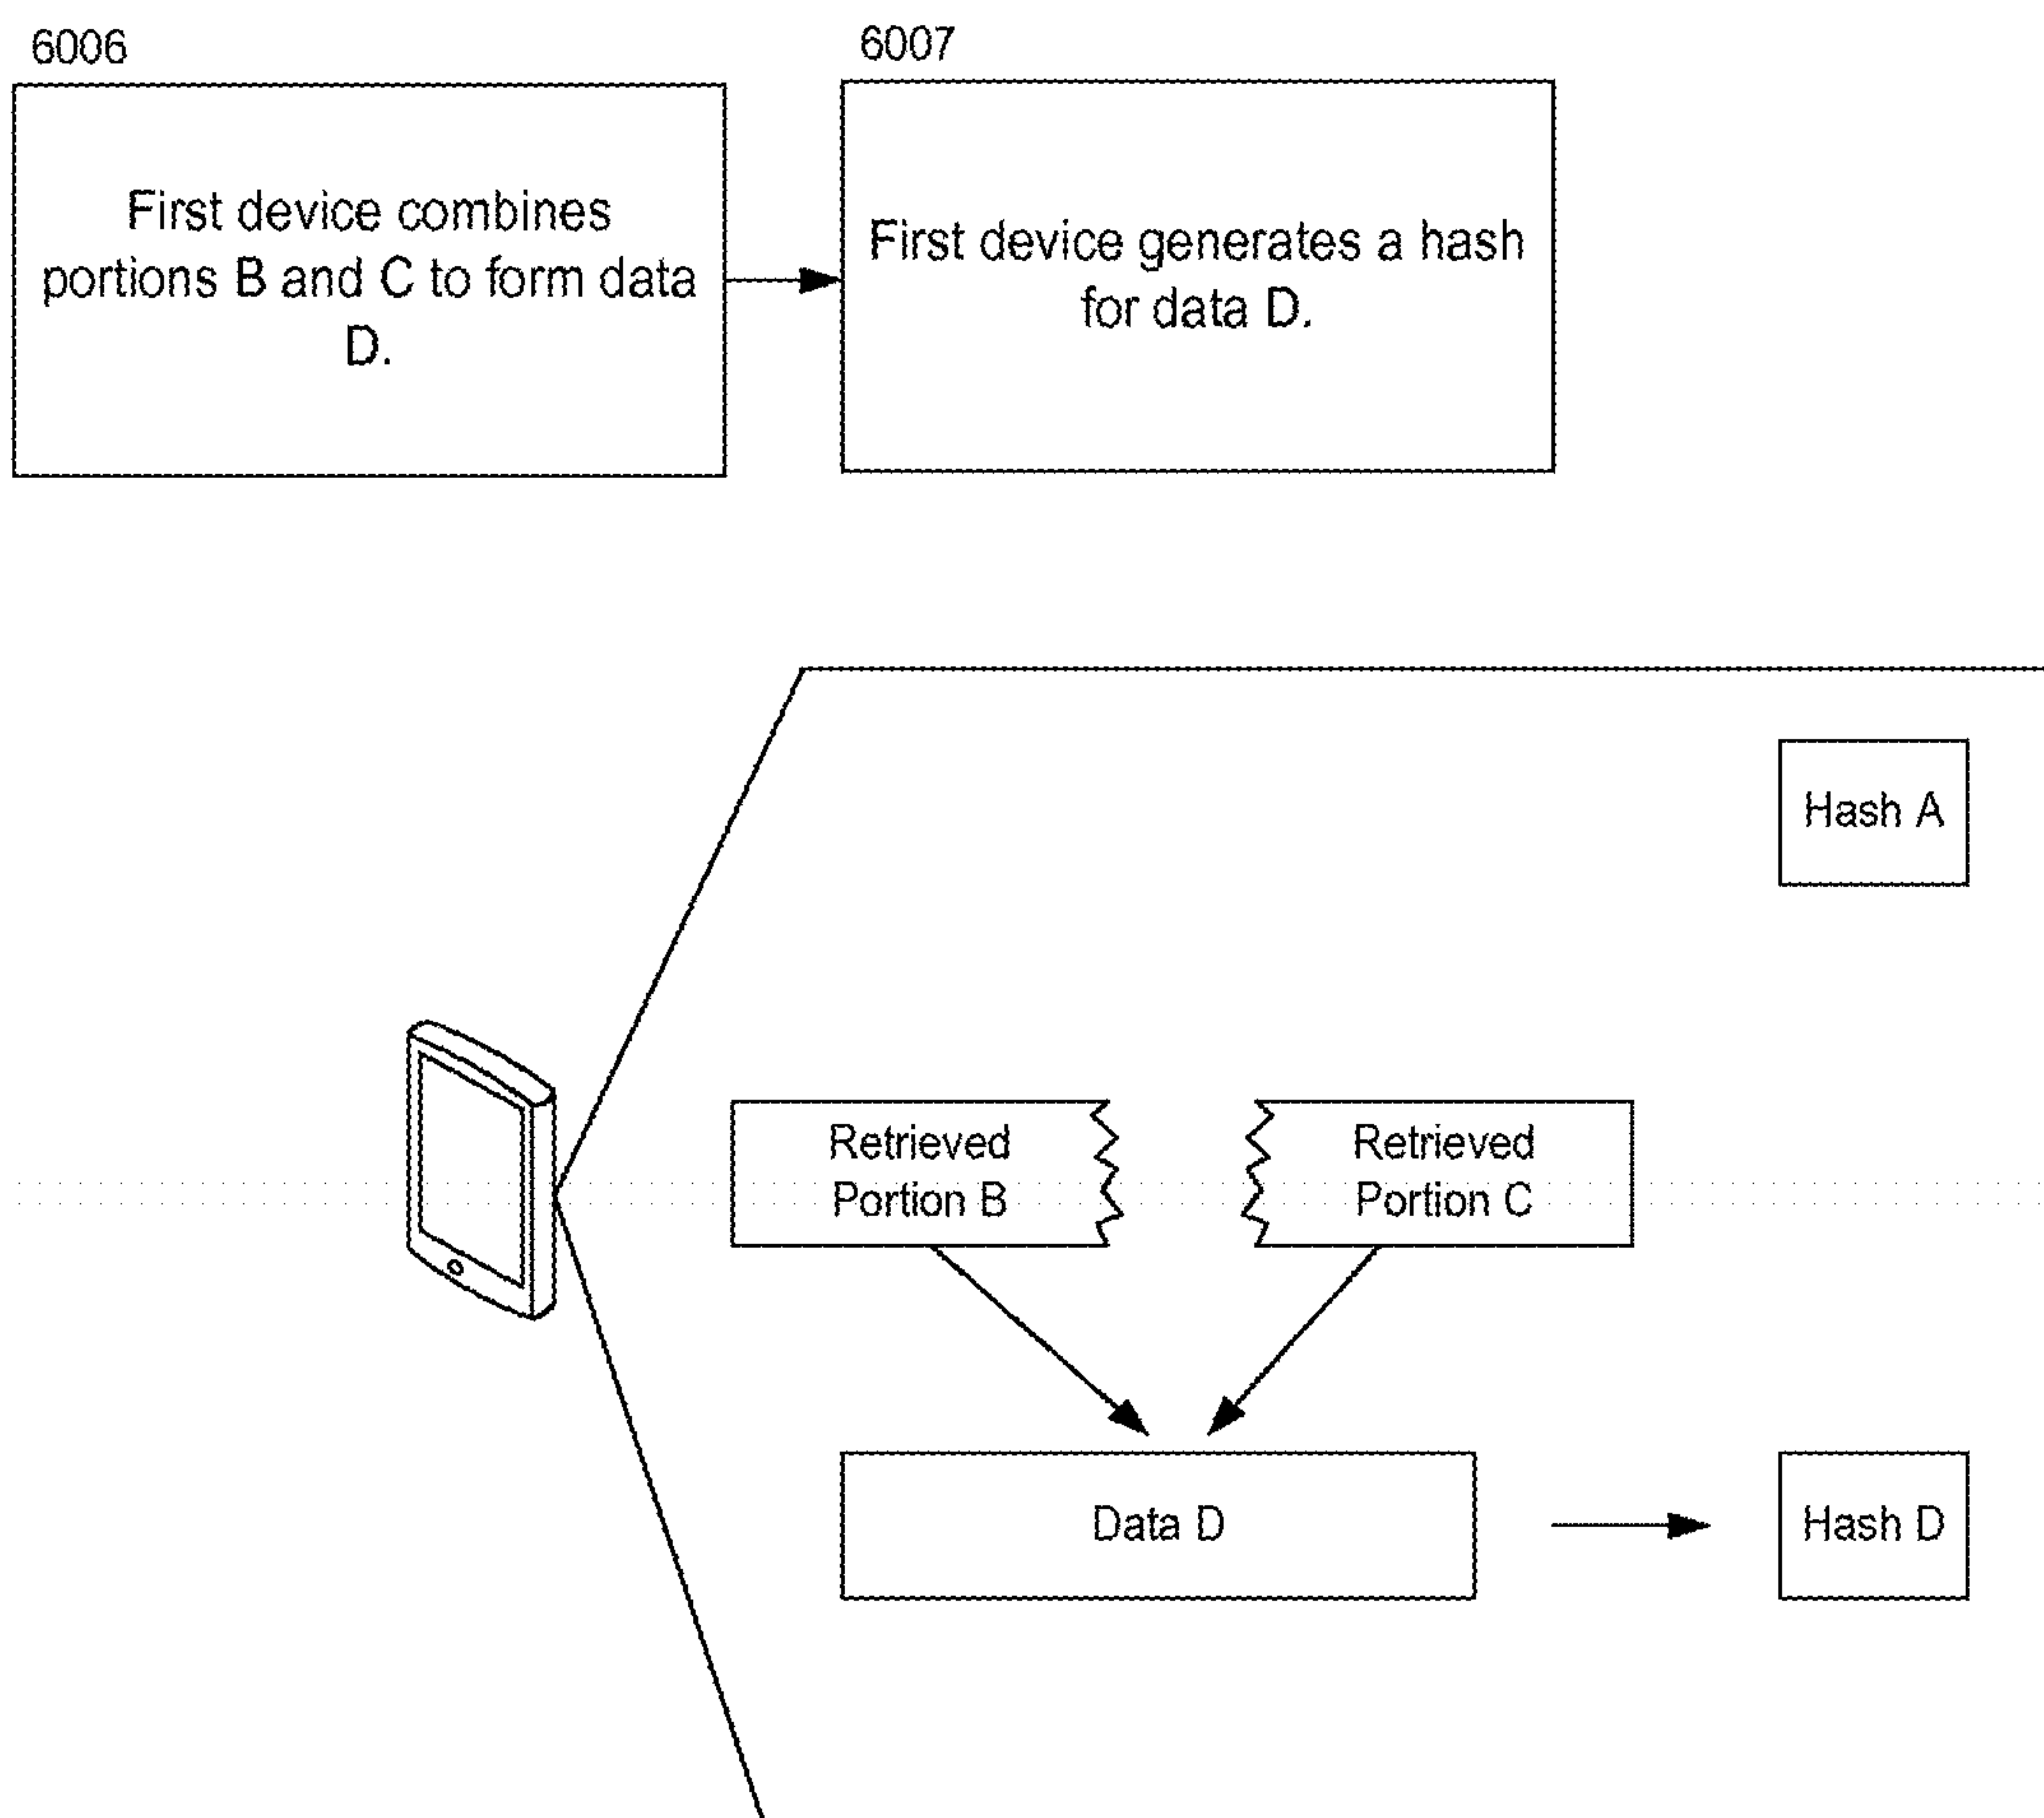 6006
First device combines
portions B and C to form data
D.
6007
First device generates a hash
for data D.
Hash A
Retrieved
Portion B
Retrieved
Portion C
Data D
Hash D